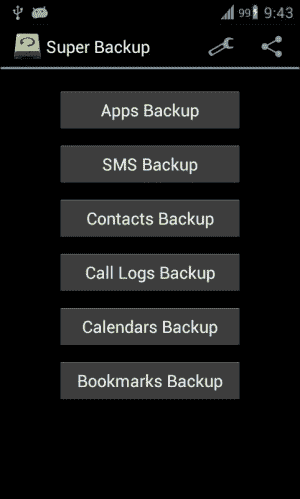 99 9:43
Super Backup
Apps Backup
SMS Backup
Contacts Backup
Call Logs Backup
Calendars Backup
Bookmarks Backup